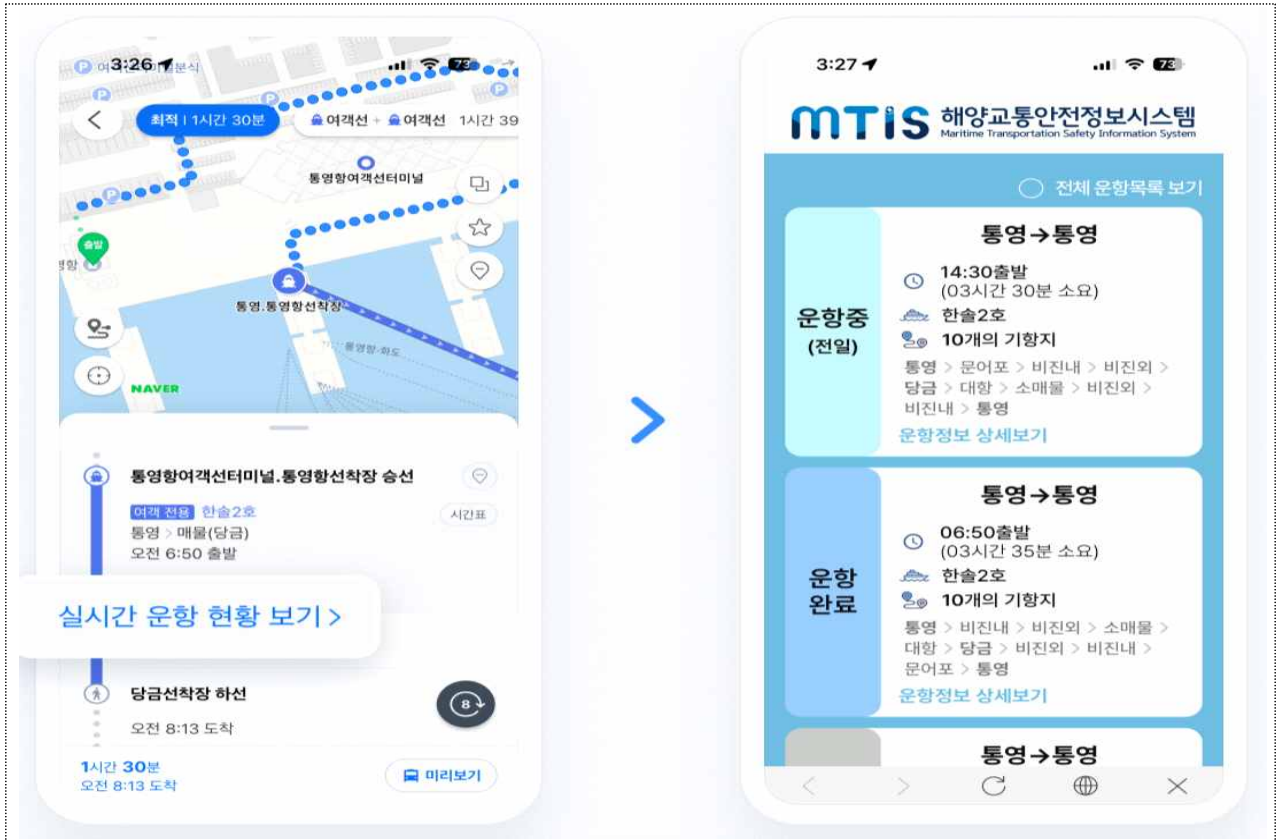 3:26
73
최적 | 1시간 30분
여객선 + 여객선 1시간 39
통영항여객선터미널
출발
통영.통영항선착장
통영항-화도
NAVER
통영항여객선터미널.통영항선착장 승선
여객 전용 한솔2호
시간표
통영 > 매물(당금)
오전 6:50 출발
실시간 운항 현황 보기 >
당금선착장 하선
8
오전 8:13 도착
1시간 30분
오전 8:13 도착
미리보기
3:27
73
MTIS 해양교통안전정보시스템
Maritime Transportation Safety Information System
전체 운항목록 보기
운항중
(전일)
통영→통영
14:30출발
(03시간 30분 소요)
한솔2호
10개의 기항지
통영 > 문어포 > 비진내 > 비진외 >
당금 > 대항 > 소매물 > 비진외 >
비진내 > 통영
운항정보 상세보기
운항
완료
통영→통영
06:50출발
(03시간 35분 소요)
한솔2호
10개의 기항지
통영 > 비진내 > 비진외 > 소매물 >
대항 > 당금 > 비진외 > 비진내 >
문어포 > 통영
운항정보 상세보기
통영→통영